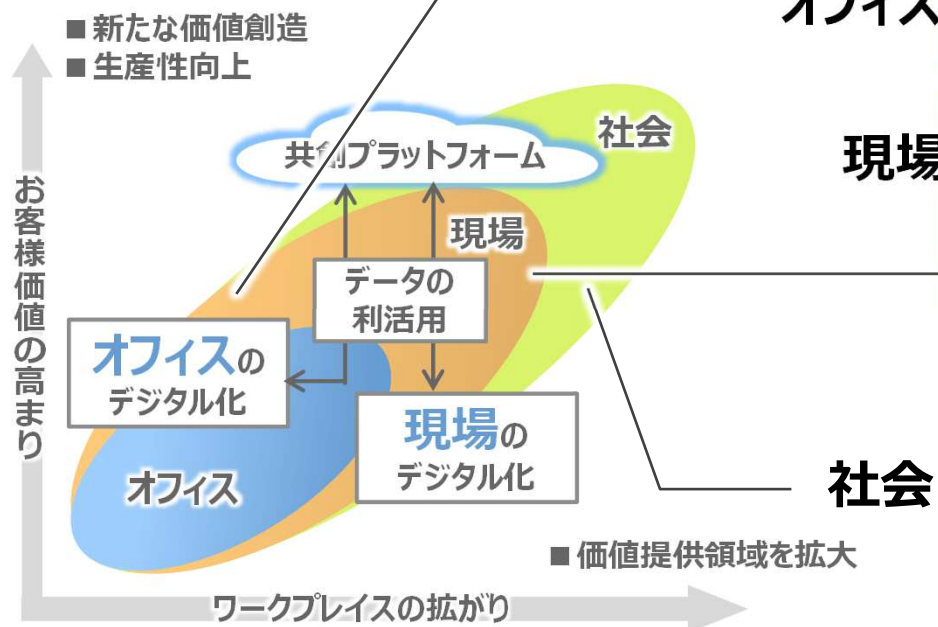 ■ 新たな価値創造
■ 生産性向上
オフィス
社会
共創プラットフォーム
現場
現場
データの
利活用
お客様価値の高まり
オフィスの
デジタル化
現場の
デジタル化
オフィス
社会
■ 価値提供領域を拡大
ワークプレイスの拡がり